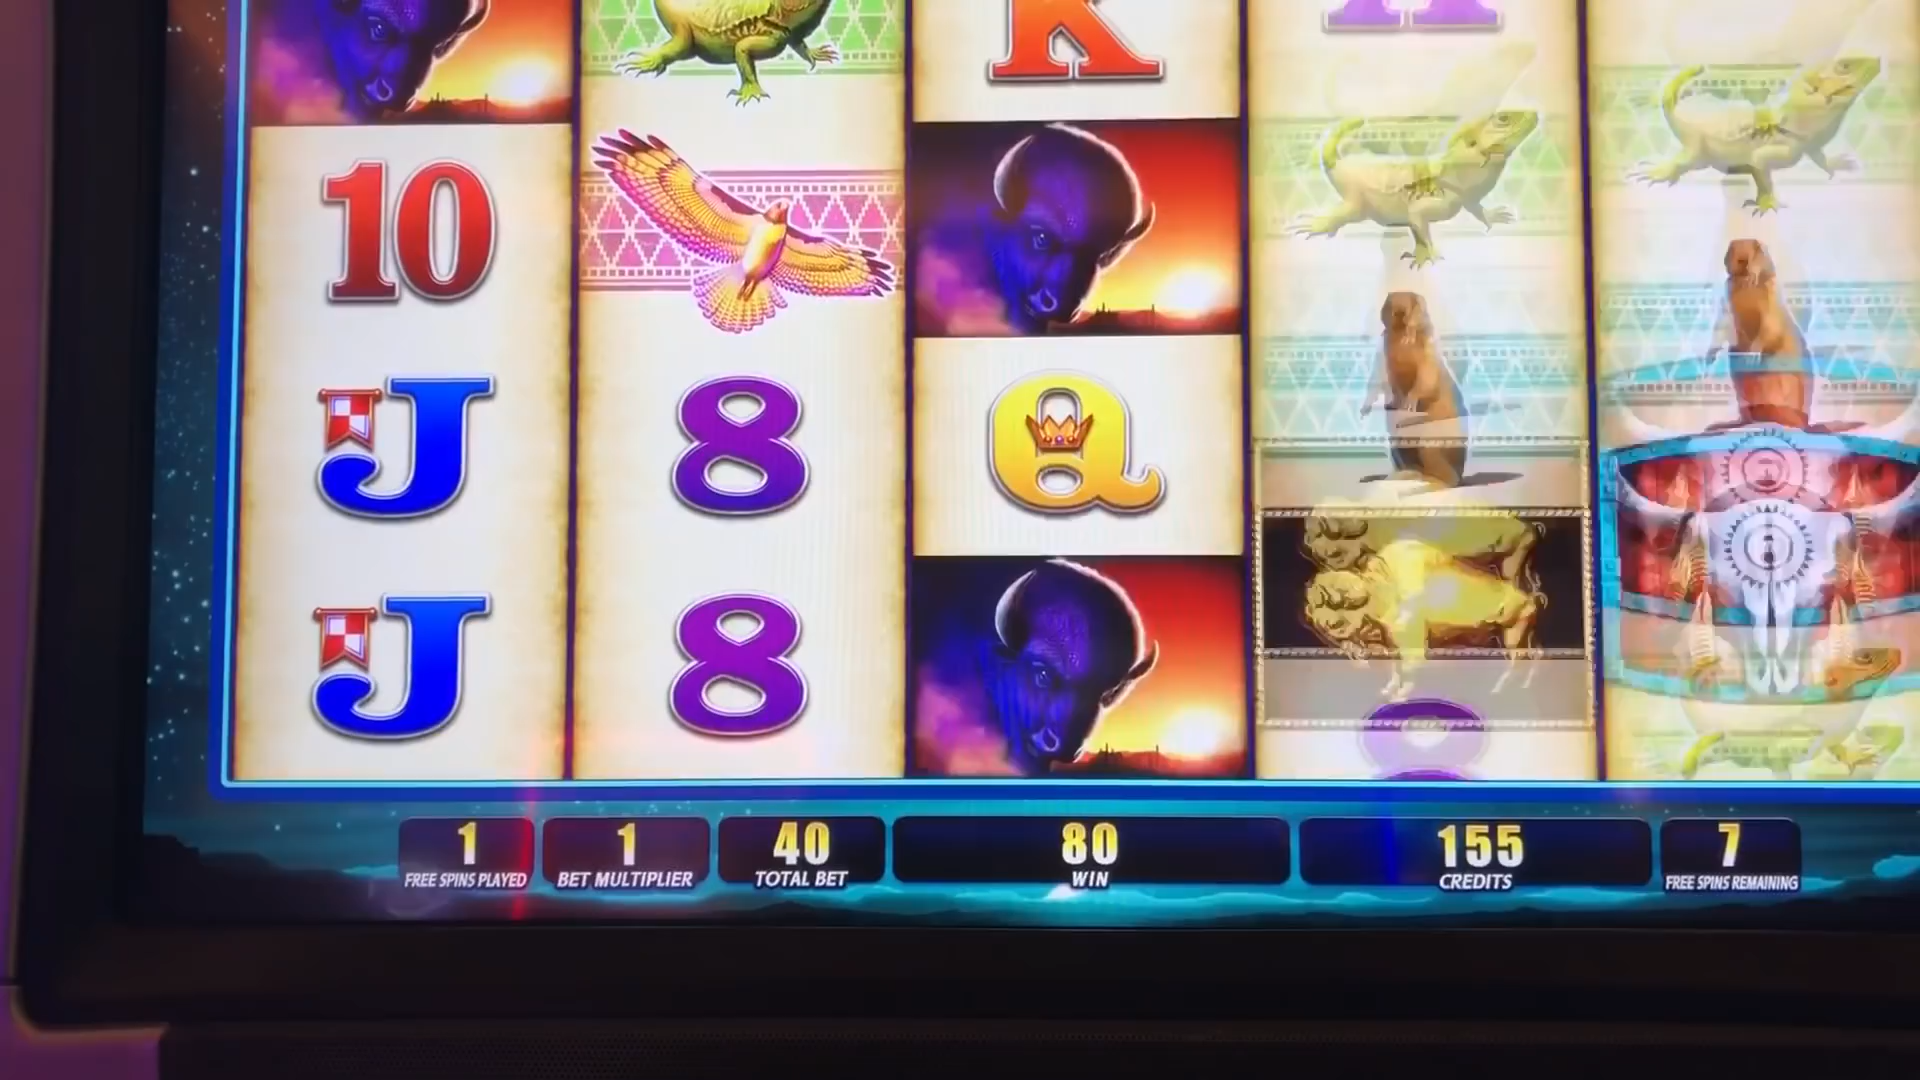 K
10
J
8
Q
J
8
1
1
40
80
155
7
FREE SPINS PLAYED
BET MULTIPLIER
TOTAL BET
WIN
CREDITS
FREE SPINS REMAINING